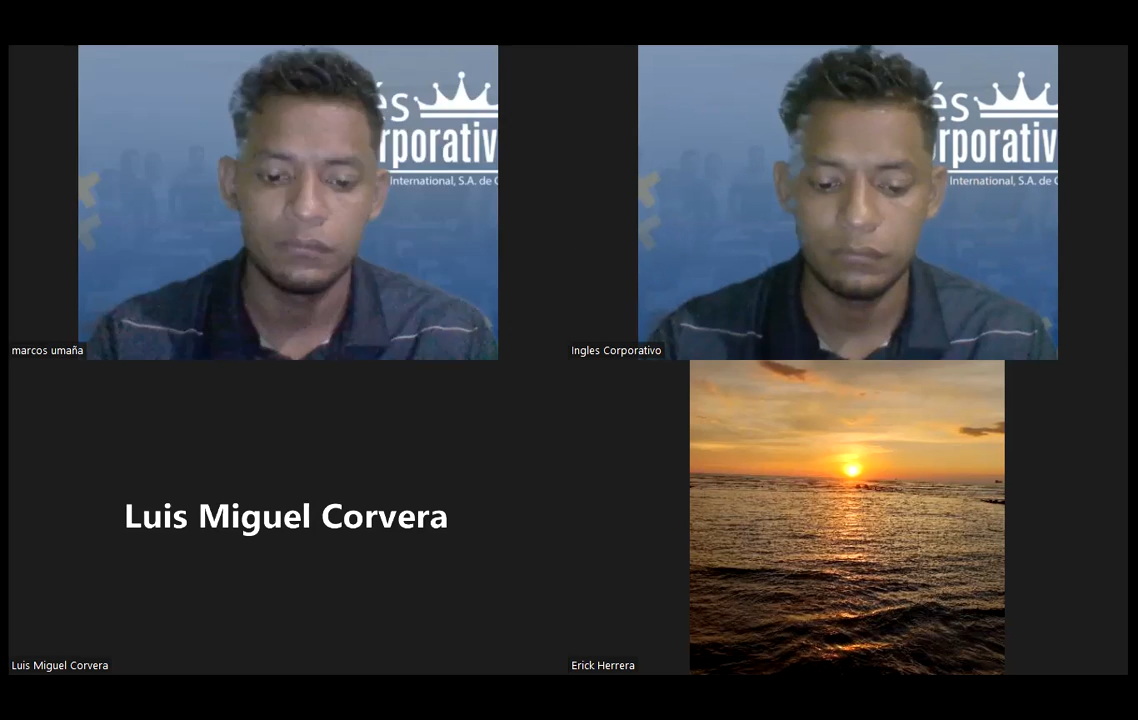 és
rporativ
International, S.A. de C
marcos umaña
és
rporativ
International, S.A. de C
Ingles Corporativo
Luis Miguel Corvera
Luis Miguel Corvera
Erick Herrera